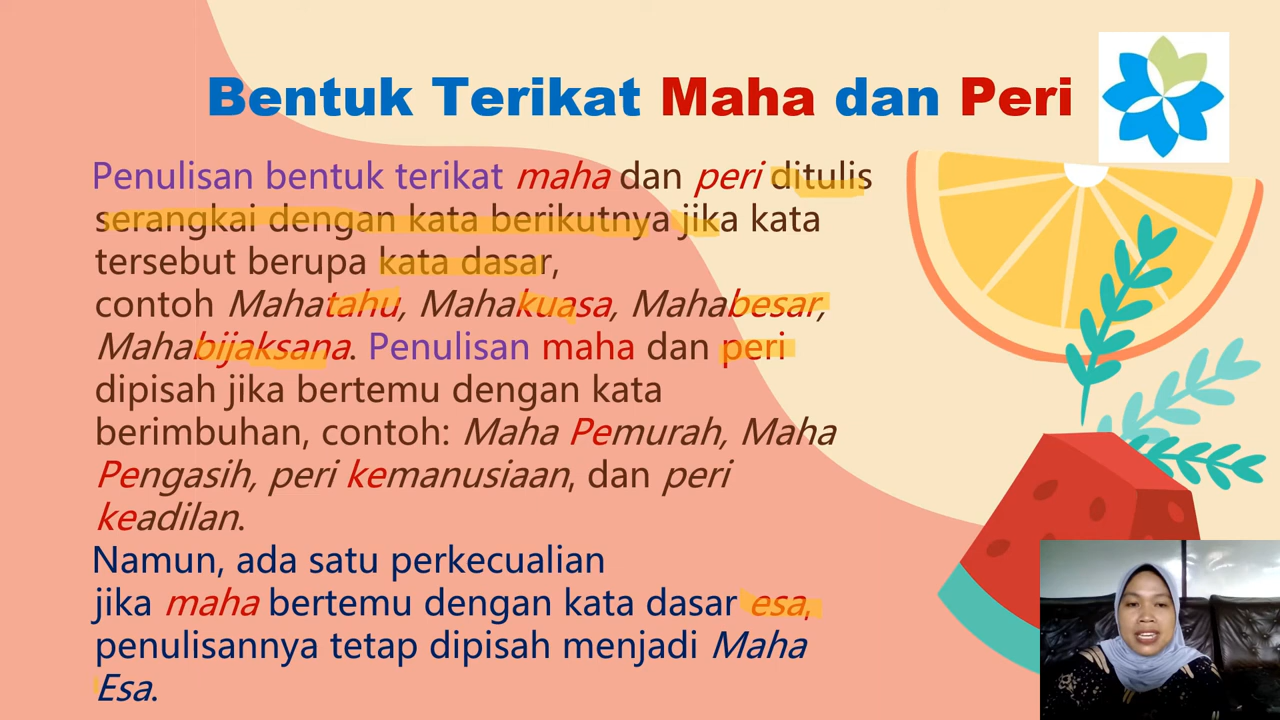 Bentuk Terikat Maha dan Peri
Penulisan bentuk terikat maha dan peri ditulis
serangkai dengan kata berikutnya jika kata
tersebut berupa kata dasar,
contoh Mahatahu, Mahakuasa, Mahabesar,
Mahabijaksana. Penulisan maha dan peri
dipisah jika bertemu dengan kata
berimbuhan, contoh: Maha Pemurah, Maha
Pengasih, peri kemanusiaan, dan peri
keadilan.
Namun, ada satu perkecualian
jika maha bertemu dengan kata dasar esa,
penulisannya tetap dipisah menjadi Maha
Esa.